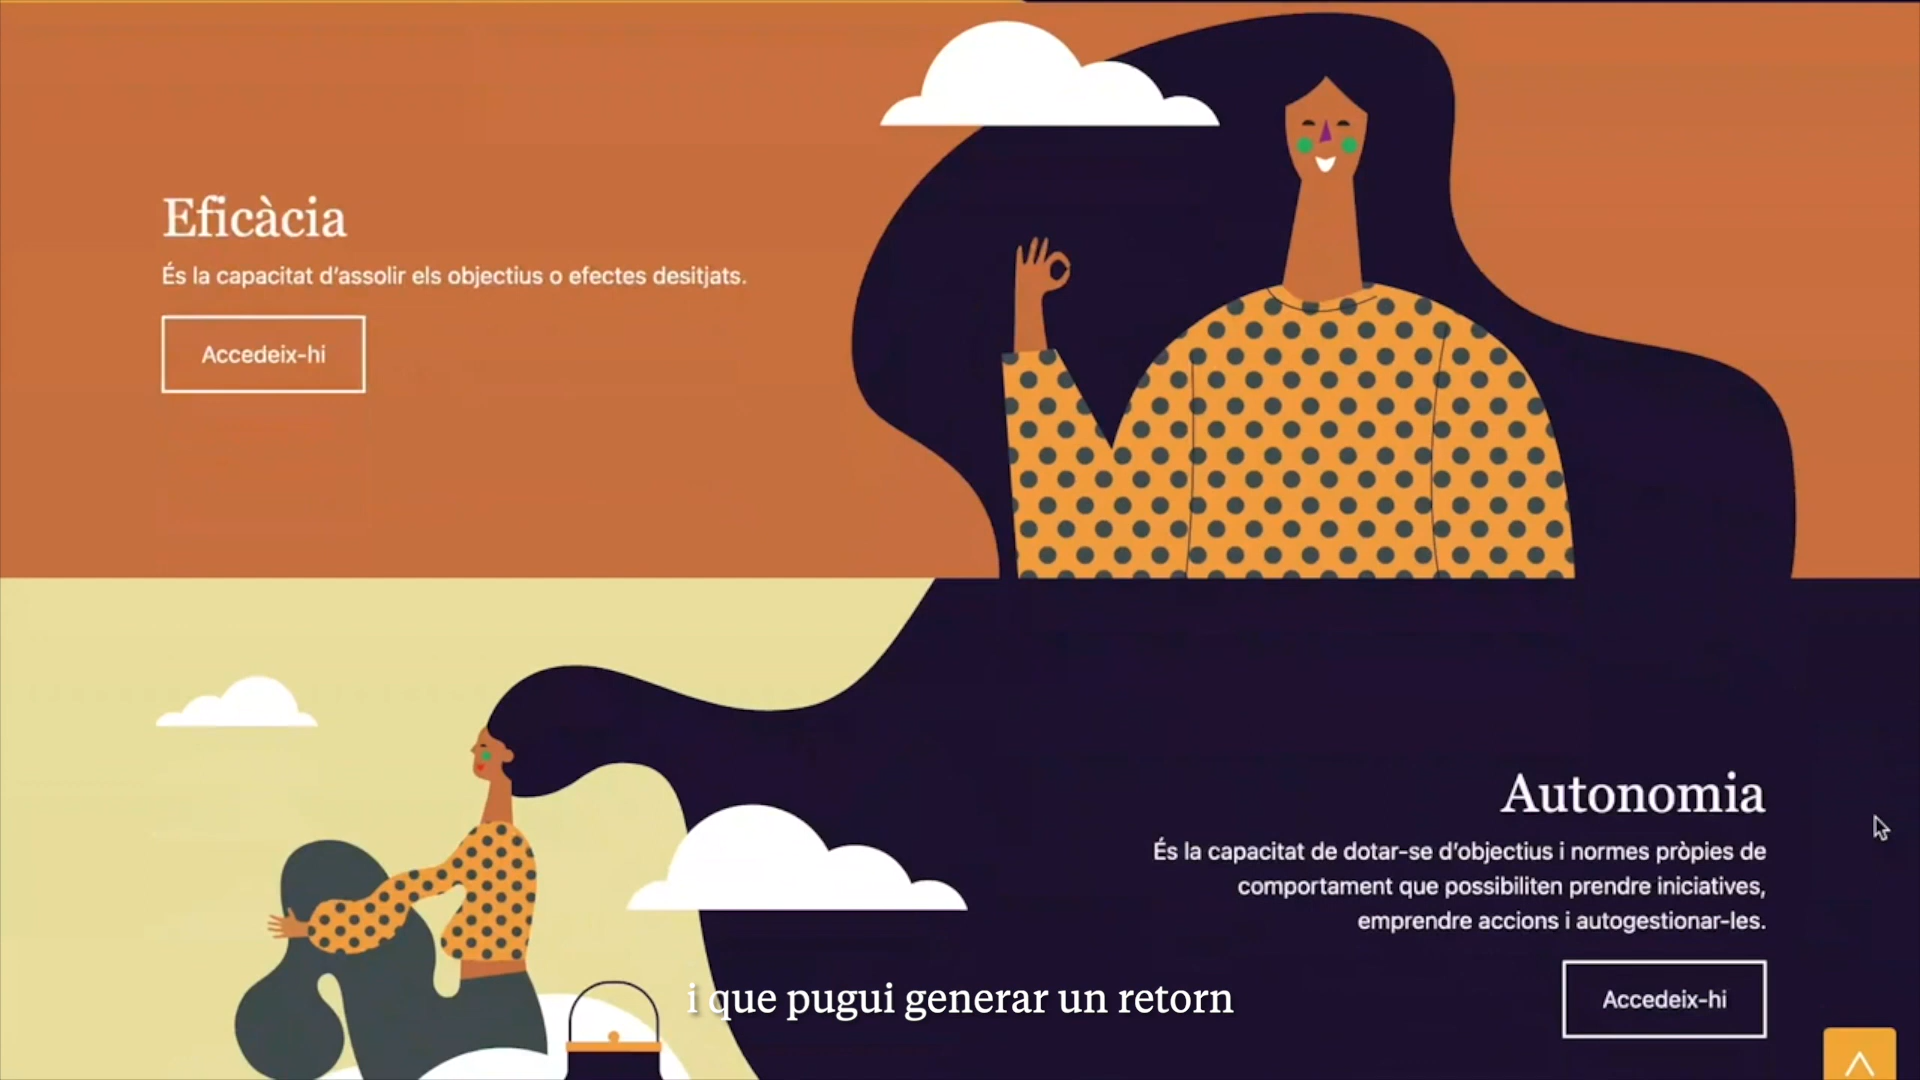 Eficàcia
És la capacitat d'assolir els objectius o efectes desitjats.
Accedeix-hi
Autonomia
És la capacitat de dotar-se d'objectius i normes pròpies de
comportament que possibiliten prendre iniciatives,
emprendre accions i autogestionar-les.
Accedeix-hi
i que pugui generar un retorn